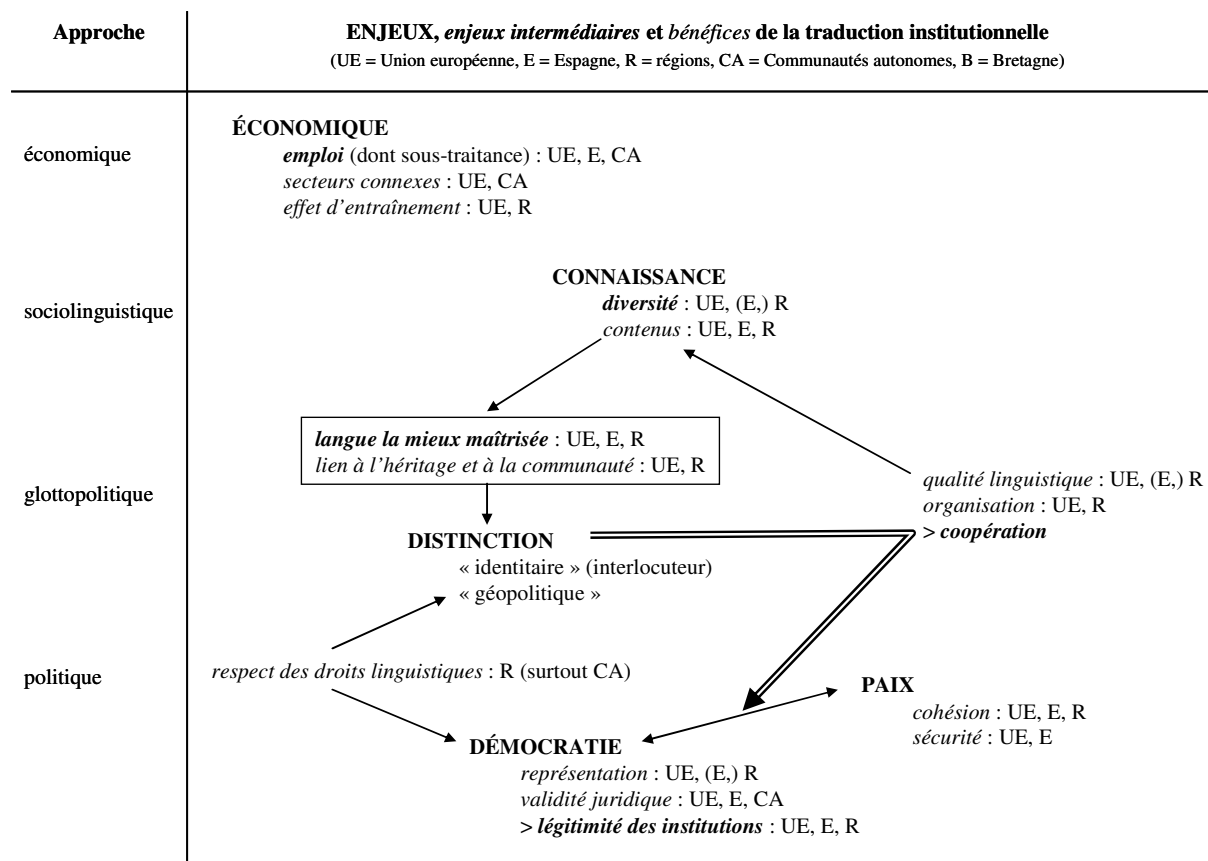 Approche
ENJEUX, enjeux intermédiaires et bénéfices de la traduction institutionnelle
(UE = Union européenne, E = Espagne, R = régions, CA = Communautés autonomes, B = Bretagne)
économique
ÉCONOMIQUE
emploi (dont sous-traitance) : UE, E, CA
secteurs connexes : UE, CA
effet d'entraînement : UE, R
sociolinguistique
CONNAISSANCE
diversité : UE, (E,) R
contenus : UE, E, R
glottopolitique
langue la mieux maîtrisée : UE, E, R
lien à l’héritage et à la communauté : UE, R
qualité linguistique : UE, (E,) R
organisation : UE, R
> coopération
DISTINCTION
« identitaire » (interlocuteur)
« géopolitique »
politique
respect des droits linguistiques : R (surtout CA)
PAIX
cohésion : UE, E, R
sécurité : UE, E
DÉMOCRATIE
représentation : UE, (E,) R
validité juridique : UE, E, CA
> légitimité des institutions : UE, E, R